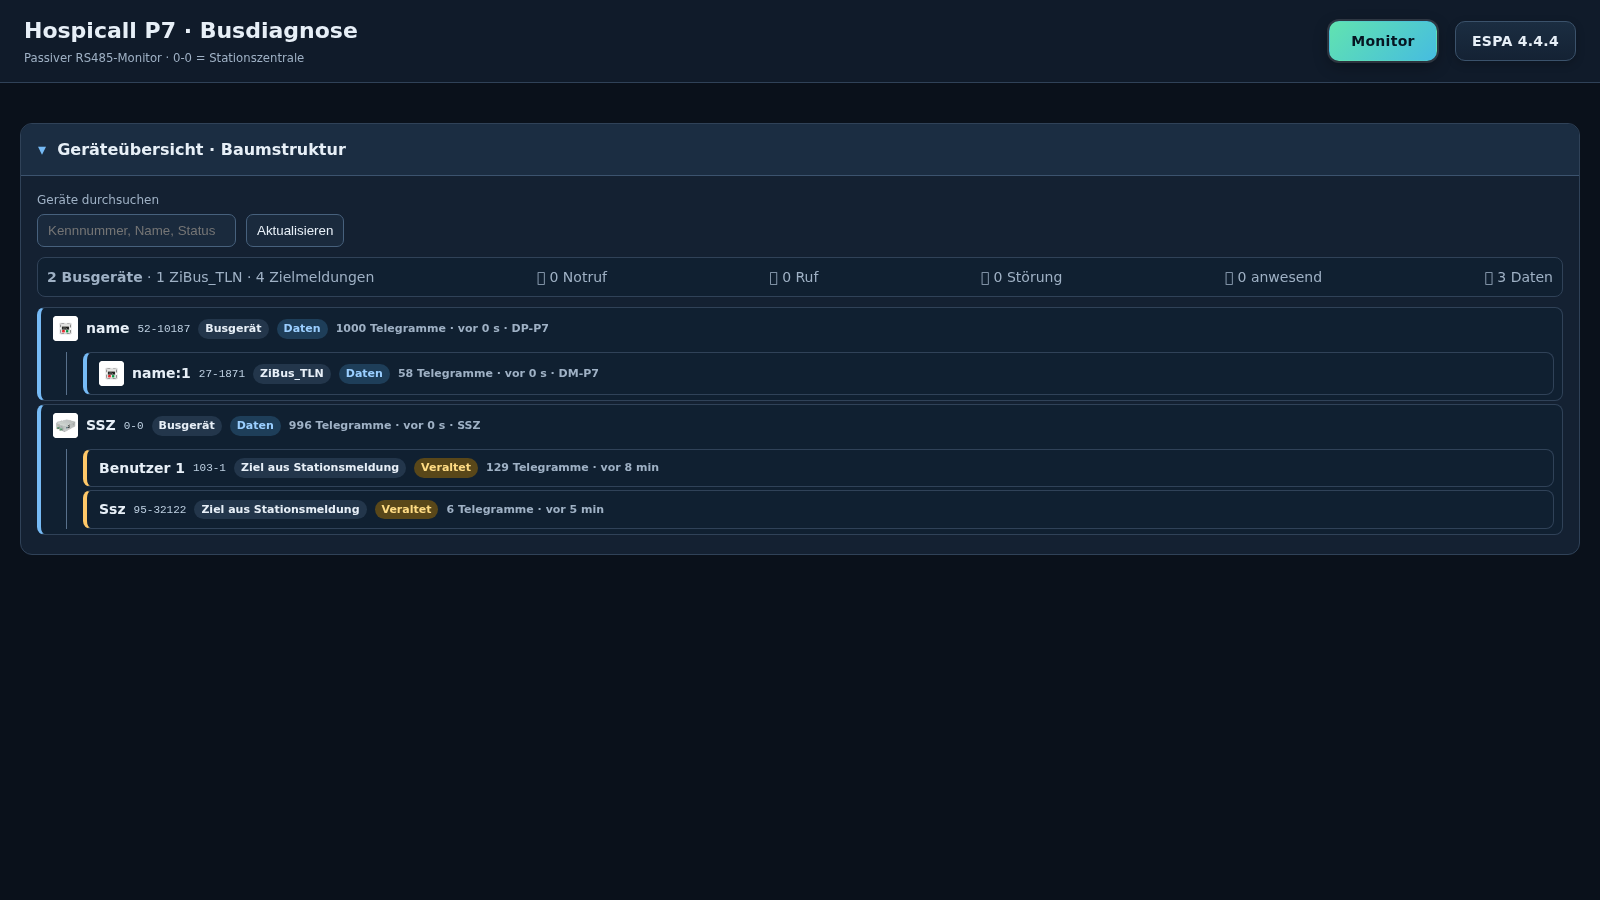 Hospicall P7 · Busdiagnose
Passiver RS485-Monitor · 0-0 = Stationszentrale
Monitor
ESPA 4.4.4
▼ Geräteübersicht · Baumstruktur
Geräte durchsuchen
Kennnummer, Name, Status
Aktualisieren
2 Busgeräte · 1 ZiBus_TLN · 4 Zielmeldungen 0 Notruf 0 Ruf 0 Störung 0 anwesend 3 Daten
name 52-10187 Busgerät Daten 1000 Telegramme · vor 0 s · DP-P7
name:1 27-1871 ZiBus_TLN Daten 58 Telegramme · vor 0 s · DM-P7
SSZ 0-0 Busgerät Daten 996 Telegramme · vor 0 s · SSZ
Benutzer 1 103-1 Ziel aus Stationsmeldung Veraltet 129 Telegramme · vor 8 min
Ssz 95-32122 Ziel aus Stationsmeldung Veraltet 6 Telegramme · vor 5 min